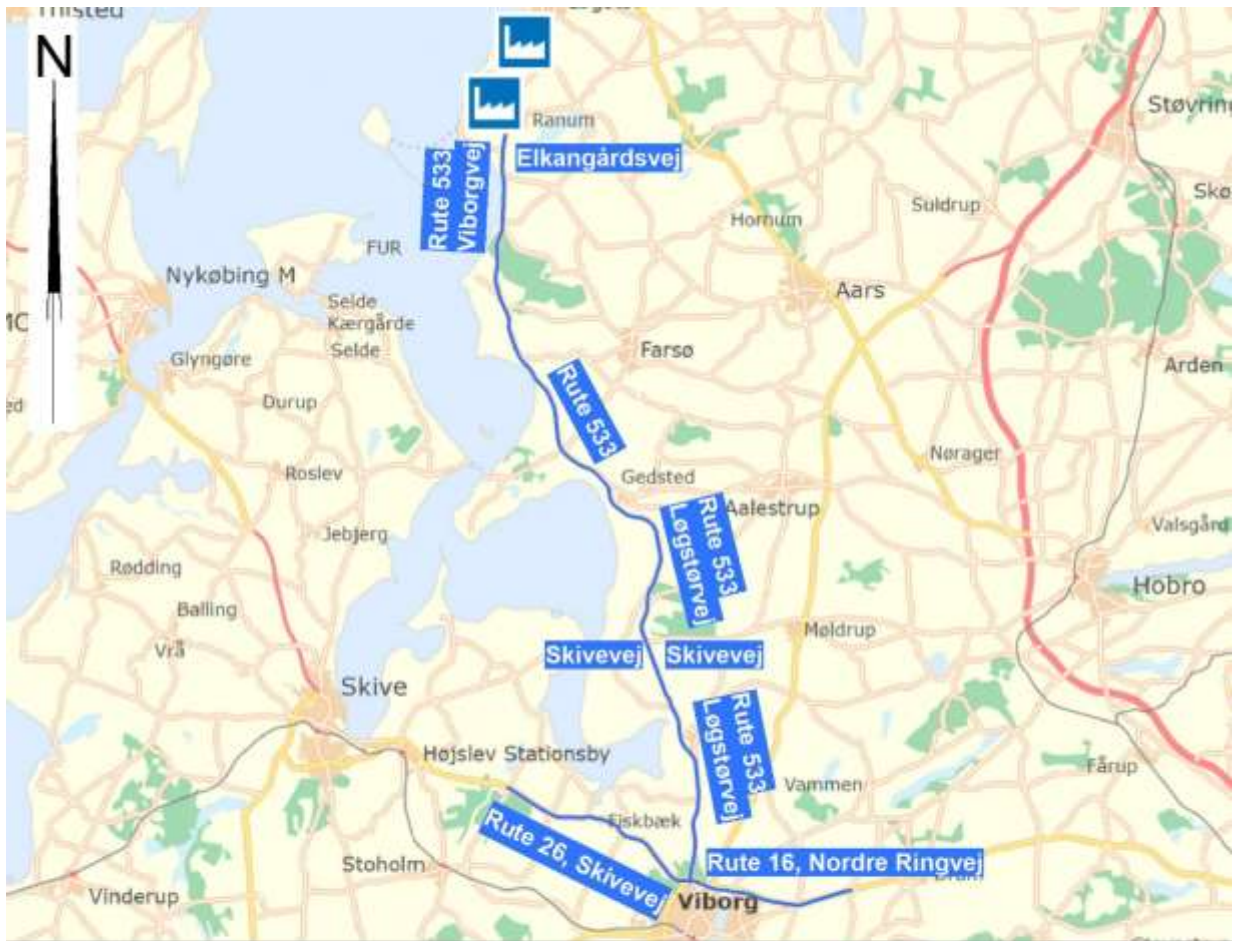 Thisted
N
Ranum
Elkangårdsvej
Rute 533
Viborgvej
Støvring
Hornum
Suldrup
FUR
Nykøbing M
Selde
Kærgårde
Selde
Aars
Glyngøre
Farsø
Arden
Durup
Rute 533
Nørager
Roslev
Gedsted
Aalestrup
Rute 533
Løgstørvej
Jebjerg
Valsgård
Rødding
Hobro
Balling
Møldrup
Vrå
Skivevej
Skivevej
Skive
Rute 533
Løgstørvej
Højslev Stationsby
Fårup
Vammen
Fiskbæk
Rute 26, Skivevej
Rute 16, Nordre Ringvej
Stoholm
Vinderup
Viborg